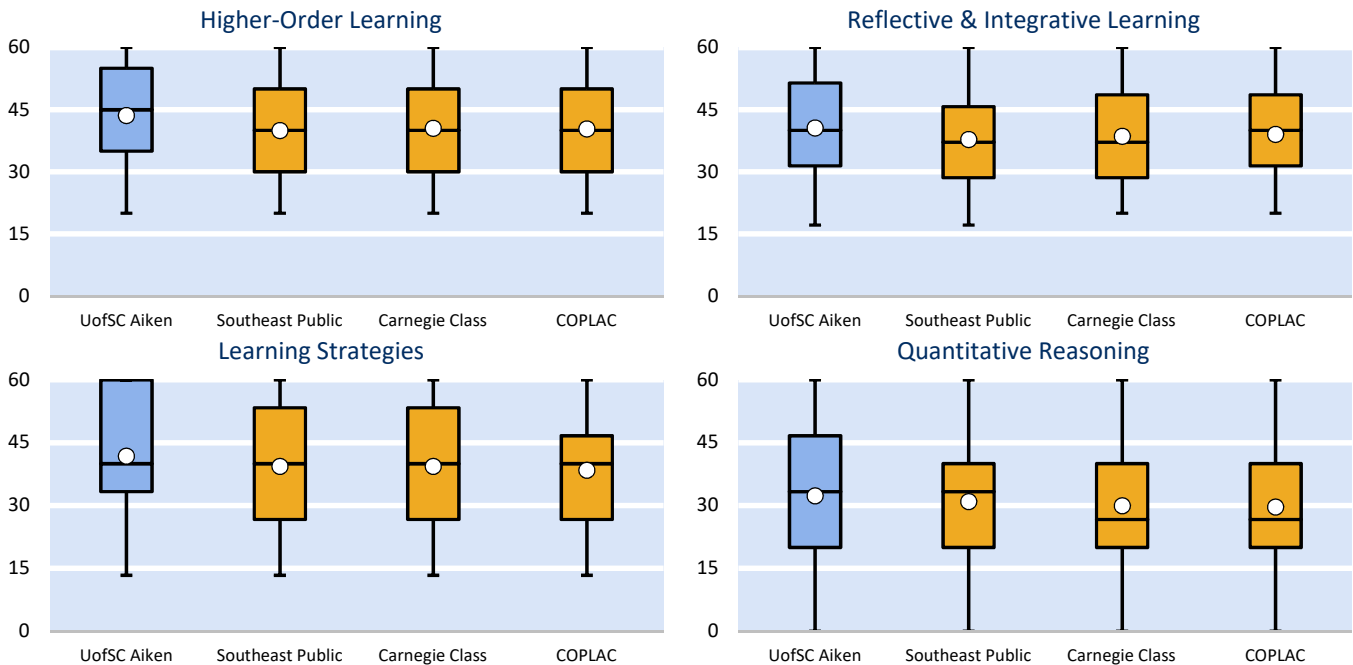 Higher-Order Learning
60
45
30
15
0
UofSC Aiken Southeast Public Carnegie Class COPLAC
Reflective & Integrative Learning
60
45
30
15
0
UofSC Aiken Southeast Public Carnegie Class COPLAC
Learning Strategies
60
45
30
15
0
UofSC Aiken Southeast Public Carnegie Class COPLAC
Quantitative Reasoning
60
45
30
15
0
UofSC Aiken Southeast Public Carnegie Class COPLAC